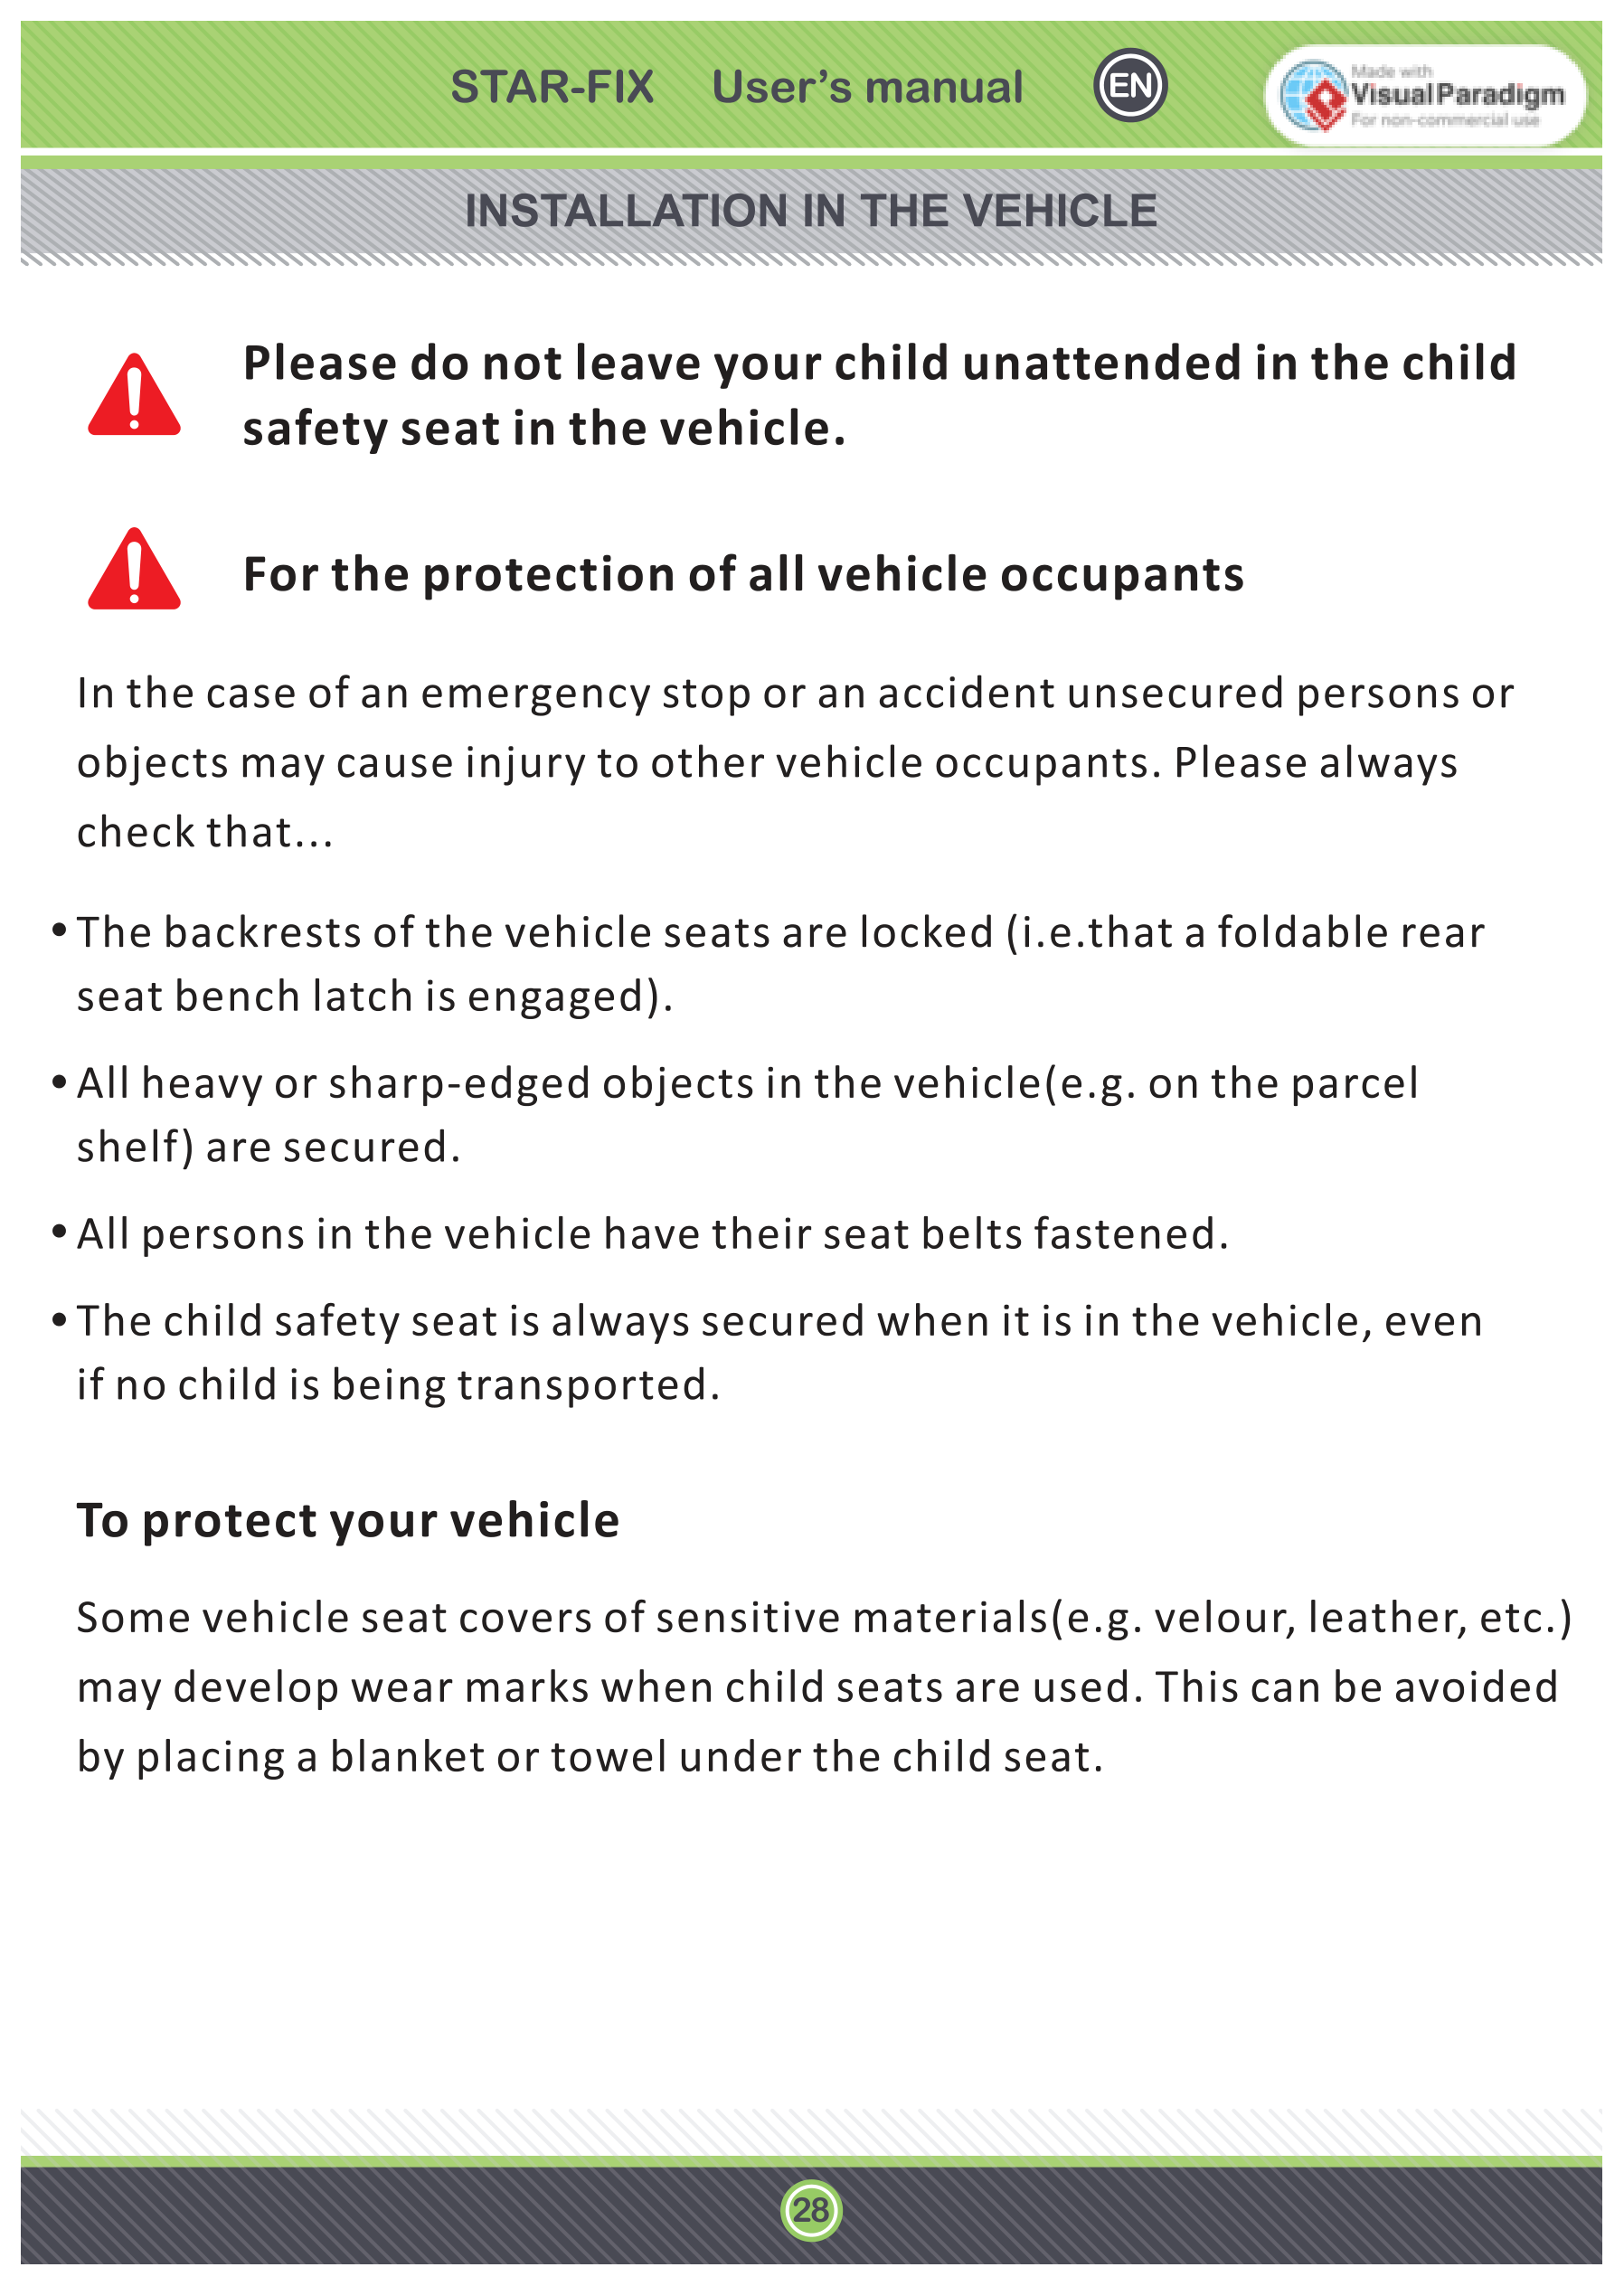 STAR-FIX User's manual EN
Made with
Visual Paradigm
For non-commercial use
INSTALLATION IN THE VEHICLE
Please do not leave your child unattended in the child
safety seat in the vehicle.
For the protection of all vehicle occupants
In the case of an emergency stop or an accident unsecured persons or
objects may cause injury to other vehicle occupants. Please always
check that...
• The backrests of the vehicle seats are locked (i.e.that a foldable rear
seat bench latch is engaged).
• All heavy or sharp-edged objects in the vehicle(e.g. on the parcel
shelf) are secured.
• All persons in the vehicle have their seat belts fastened.
• The child safety seat is always secured when it is in the vehicle, even
if no child is being transported.
To protect your vehicle
Some vehicle seat covers of sensitive materials(e.g. velour, leather, etc.)
may develop wear marks when child seats are used. This can be avoided
by placing a blanket or towel under the child seat.
28